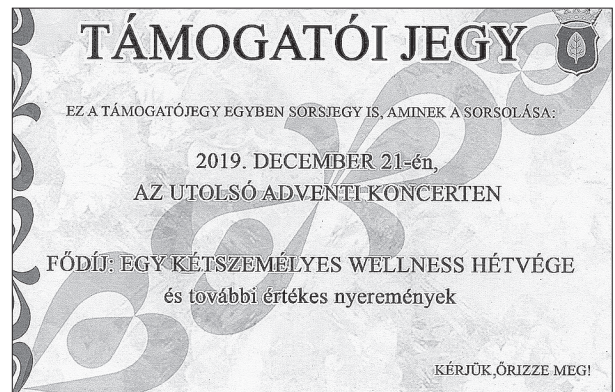 TÁMOGATÓI JEGY
EZ A TÁMOGATÓJEGY EGYBEN SORSJEGY IS, AMINEK A SORSOLÁSA:
2019. DECEMBER 21-én,
AZ UTOLSÓ ADVENTI KONCERTEN
FŐDÍJ: EGY KÉTSZEMÉLYES WELLNESS HÉTVÉGE
és további értékes nyeremények
KÉRJÜK,ŐRIZZE MEG!